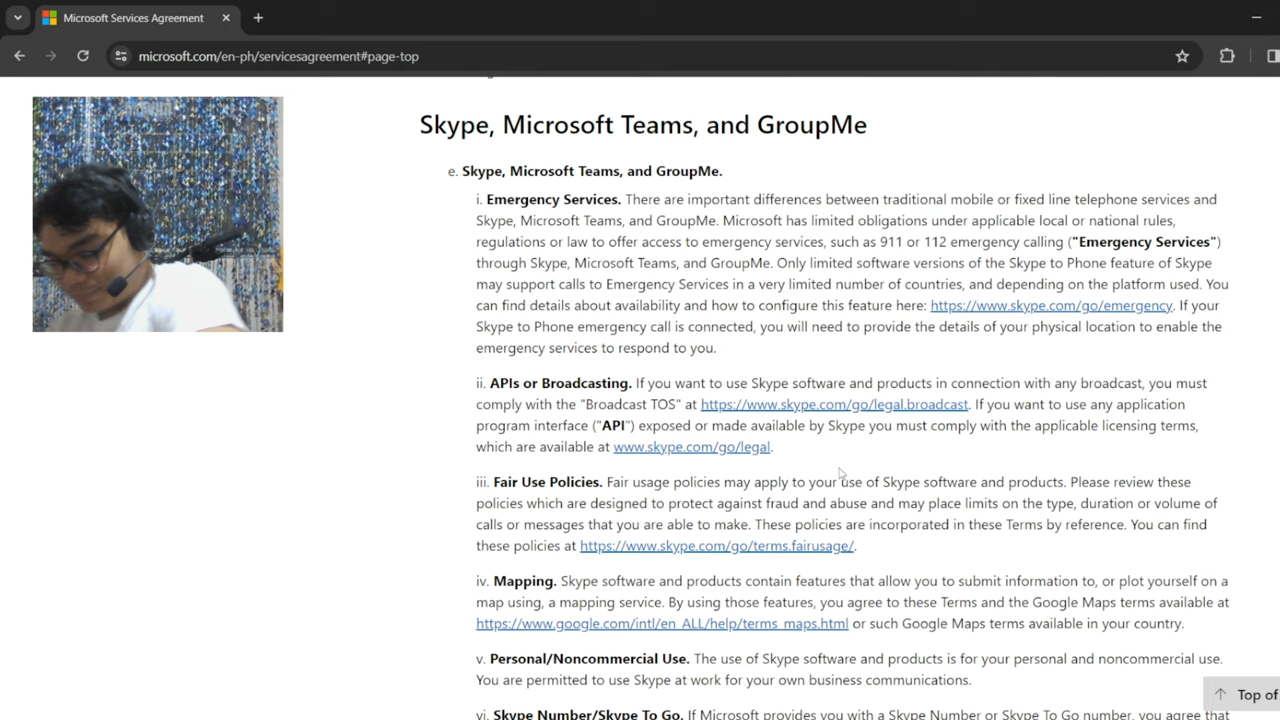 Microsoft Services Agreement
microsoft.com/en-ph/servicesagreement#page-top
Skype, Microsoft Teams, and GroupMe
e. Skype, Microsoft Teams, and GroupMe.
i. Emergency Services. There are important differences between traditional mobile or fixed line telephone services and
Skype, Microsoft Teams, and GroupMe. Microsoft has limited obligations under applicable local or national rules,
regulations or law to offer access to emergency services, such as 911 or 112 emergency calling ("Emergency Services")
through Skype, Microsoft Teams, and GroupMe. Only limited software versions of the Skype to Phone feature of Skype
may support calls to Emergency Services in a very limited number of countries, and depending on the platform used. You
can find details about availability and how to configure this feature here: https://www.skype.com/go/emergency. If your
Skype to Phone emergency call is connected, you will need to provide the details of your physical location to enable the
emergency services to respond to you.
ii. APIs or Broadcasting. If you want to use Skype software and products in connection with any broadcast, you must
comply with the "Broadcast TOS" at https://www.skype.com/go/legal.broadcast. If you want to use any application
program interface ("API") exposed or made available by Skype you must comply with the applicable licensing terms,
which are available at www.skype.com/go/legal.
iii. Fair Use Policies. Fair usage policies may apply to your use of Skype software and products. Please review these
policies which are designed to protect against fraud and abuse and may place limits on the type, duration or volume of
calls or messages that you are able to make. These policies are incorporated in these Terms by reference. You can find
these policies at https://www.skype.com/go/terms.fairusage/.
iv. Mapping. Skype software and products contain features that allow you to submit information to, or plot yourself on a
map using, a mapping service. By using those features, you agree to these Terms and the Google Maps terms available at
https://www.google.com/intl/en_ALL/help/terms_maps.html or such Google Maps terms available in your country.
v. Personal/Noncommercial Use. The use of Skype software and products is for your personal and noncommercial use.
You are permitted to use Skype at work for your own business communications.
Top of
vi. Skype Number/Skype To Go. If Microsoft provides you with a Skype Number or Skype To Go number, you agree that